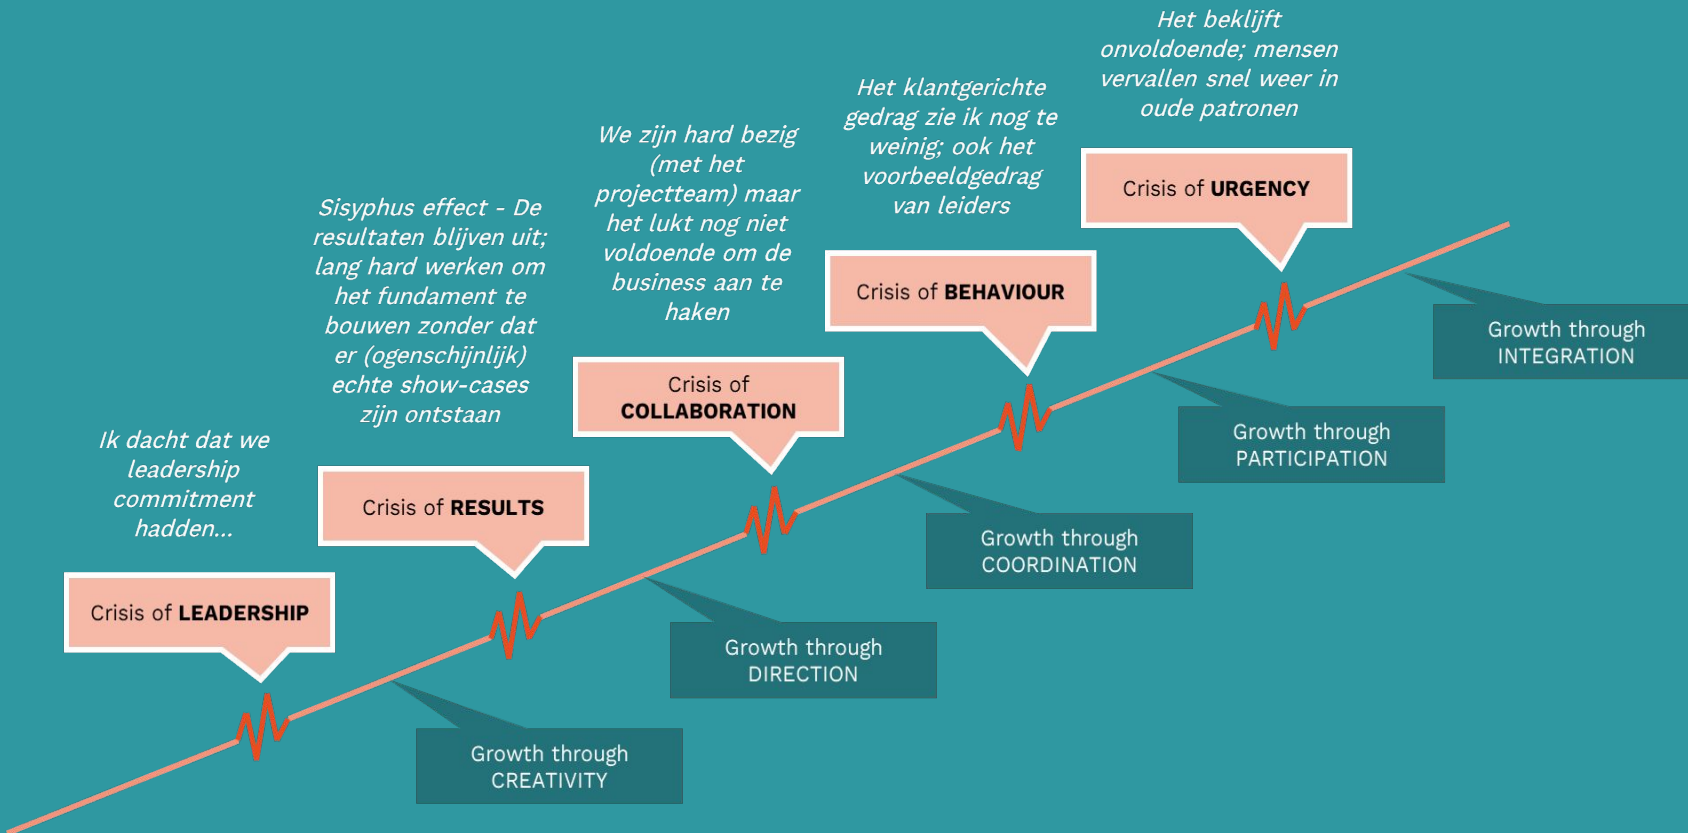 Ik dacht dat we
leadership
commitment
hadden...
Crisis of LEADERSHIP
Sisyphus effect - De
resultaten blijven uit;
lang hard werken om
het fundament te
bouwen zonder dat
er (ogenschijnlijk)
echte show-cases
zijn ontstaan
Crisis of RESULTS
We zijn hard bezig
(met het
projectteam) maar
het lukt nog niet
voldoende om de
business aan te
haken
Crisis of
COLLABORATION
Het klantgerichte
gedrag zie ik nog te
weinig; ook het
voorbeeldgedrag
van leiders
Crisis of BEHAVIOUR
Het beklijft
onvoldoende; mensen
vervallen snel weer in
oude patronen
Crisis of URGENCY
Growth through
CREATIVITY
Growth through
DIRECTION
Growth through
COORDINATION
Growth through
PARTICIPATION
Growth through
INTEGRATION